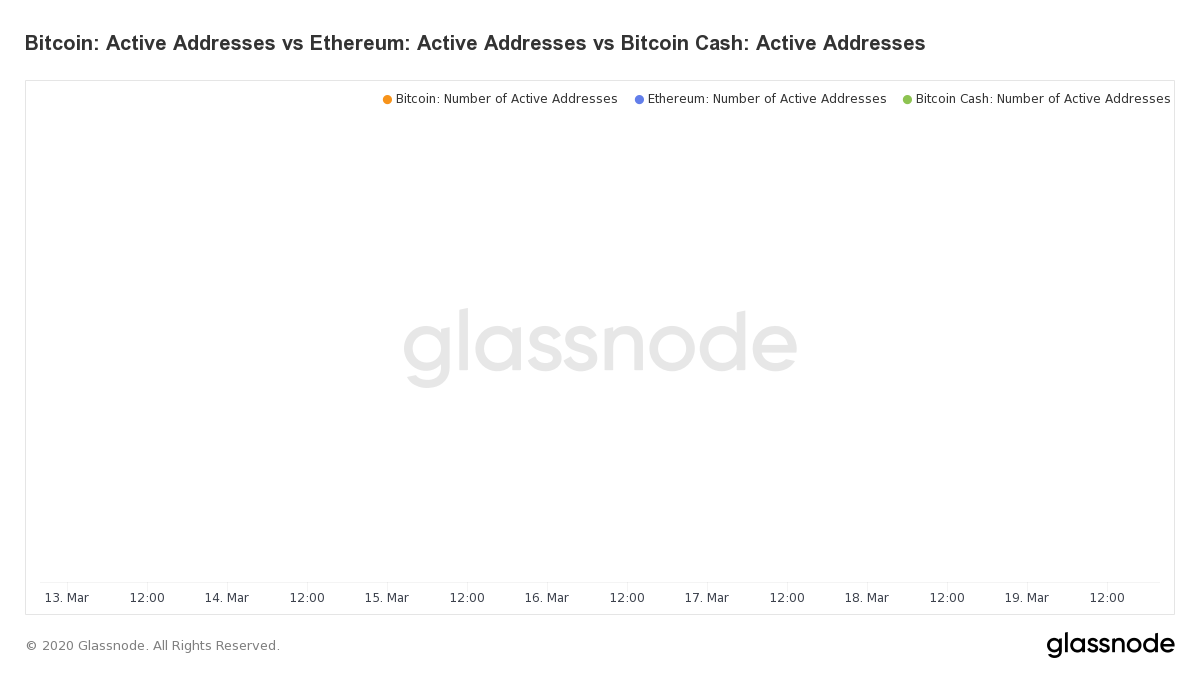 Bitcoin: Active Addresses vs Ethereum: Active Addresses vs Bitcoin Cash: Active Addresses
Bitcoin: Number of Active Addresses Ethereum: Number of Active Addresses Bitcoin Cash: Number of Active Addresses
glassnode
13. Mar 12:00 14. Mar 12:00 15. Mar 12:00 16. Mar 12:00 17. Mar 12:00 18. Mar 12:00 19. Mar 12:00
© 2020 Glassnode. All Rights Reserved.
glassnode